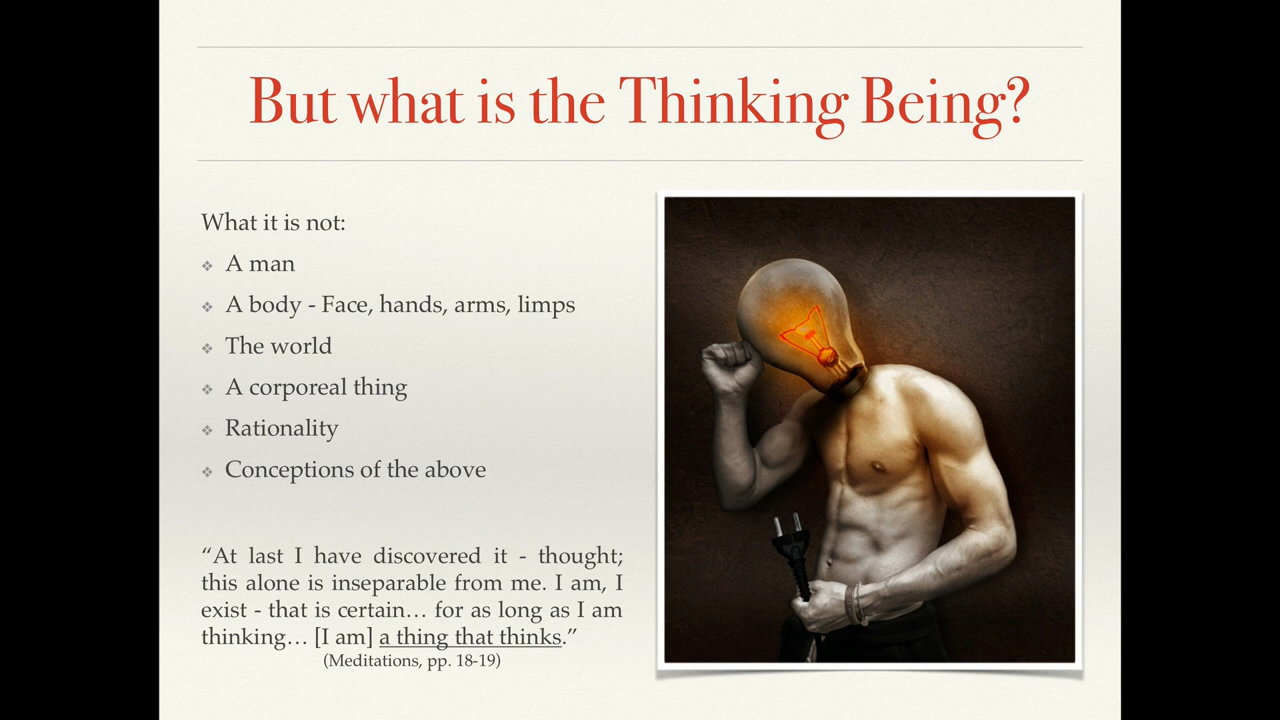 But what is the Thinking Being?
What it is not:
❖ A man
❖ A body - Face, hands, arms, limps
❖ The world
❖ A corporeal thing
❖ Rationality
❖ Conceptions of the above
“At last I have discovered it - thought;
this alone is inseparable from me. I am, I
exist - that is certain… for as long as I am
thinking… [I am] a thing that thinks.”
(Meditations, pp. 18-19)